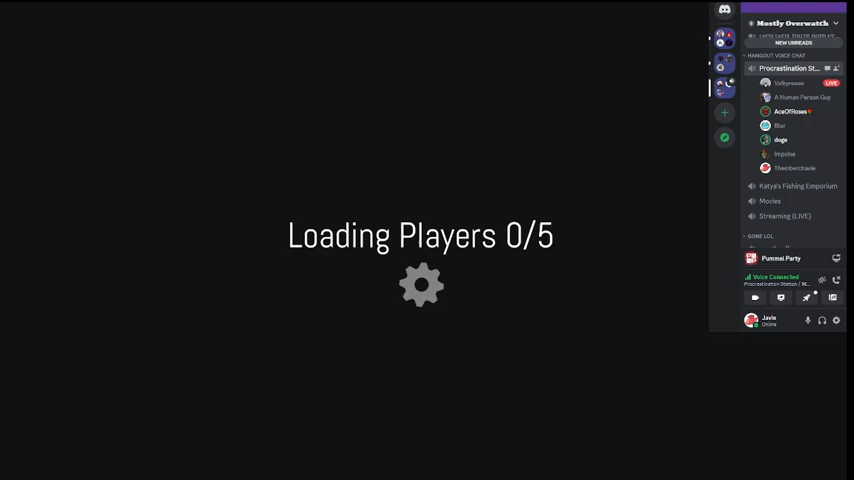 Mostly Overwatch
NEW UNREADS
HANGOUT VOICE CHAT
Procrastination St...
Valkyreeee
LIVE
A Human Person Guy
AceOfRoses
Blur
doge
Impulse
Themberchavie
Katya's Fishing Emporium
Movies
Streaming (LIVE)
GONE LOL
Loading Players 0/5
Pummel Party
Voice Connected
Procrastination Station /
Javie
Online